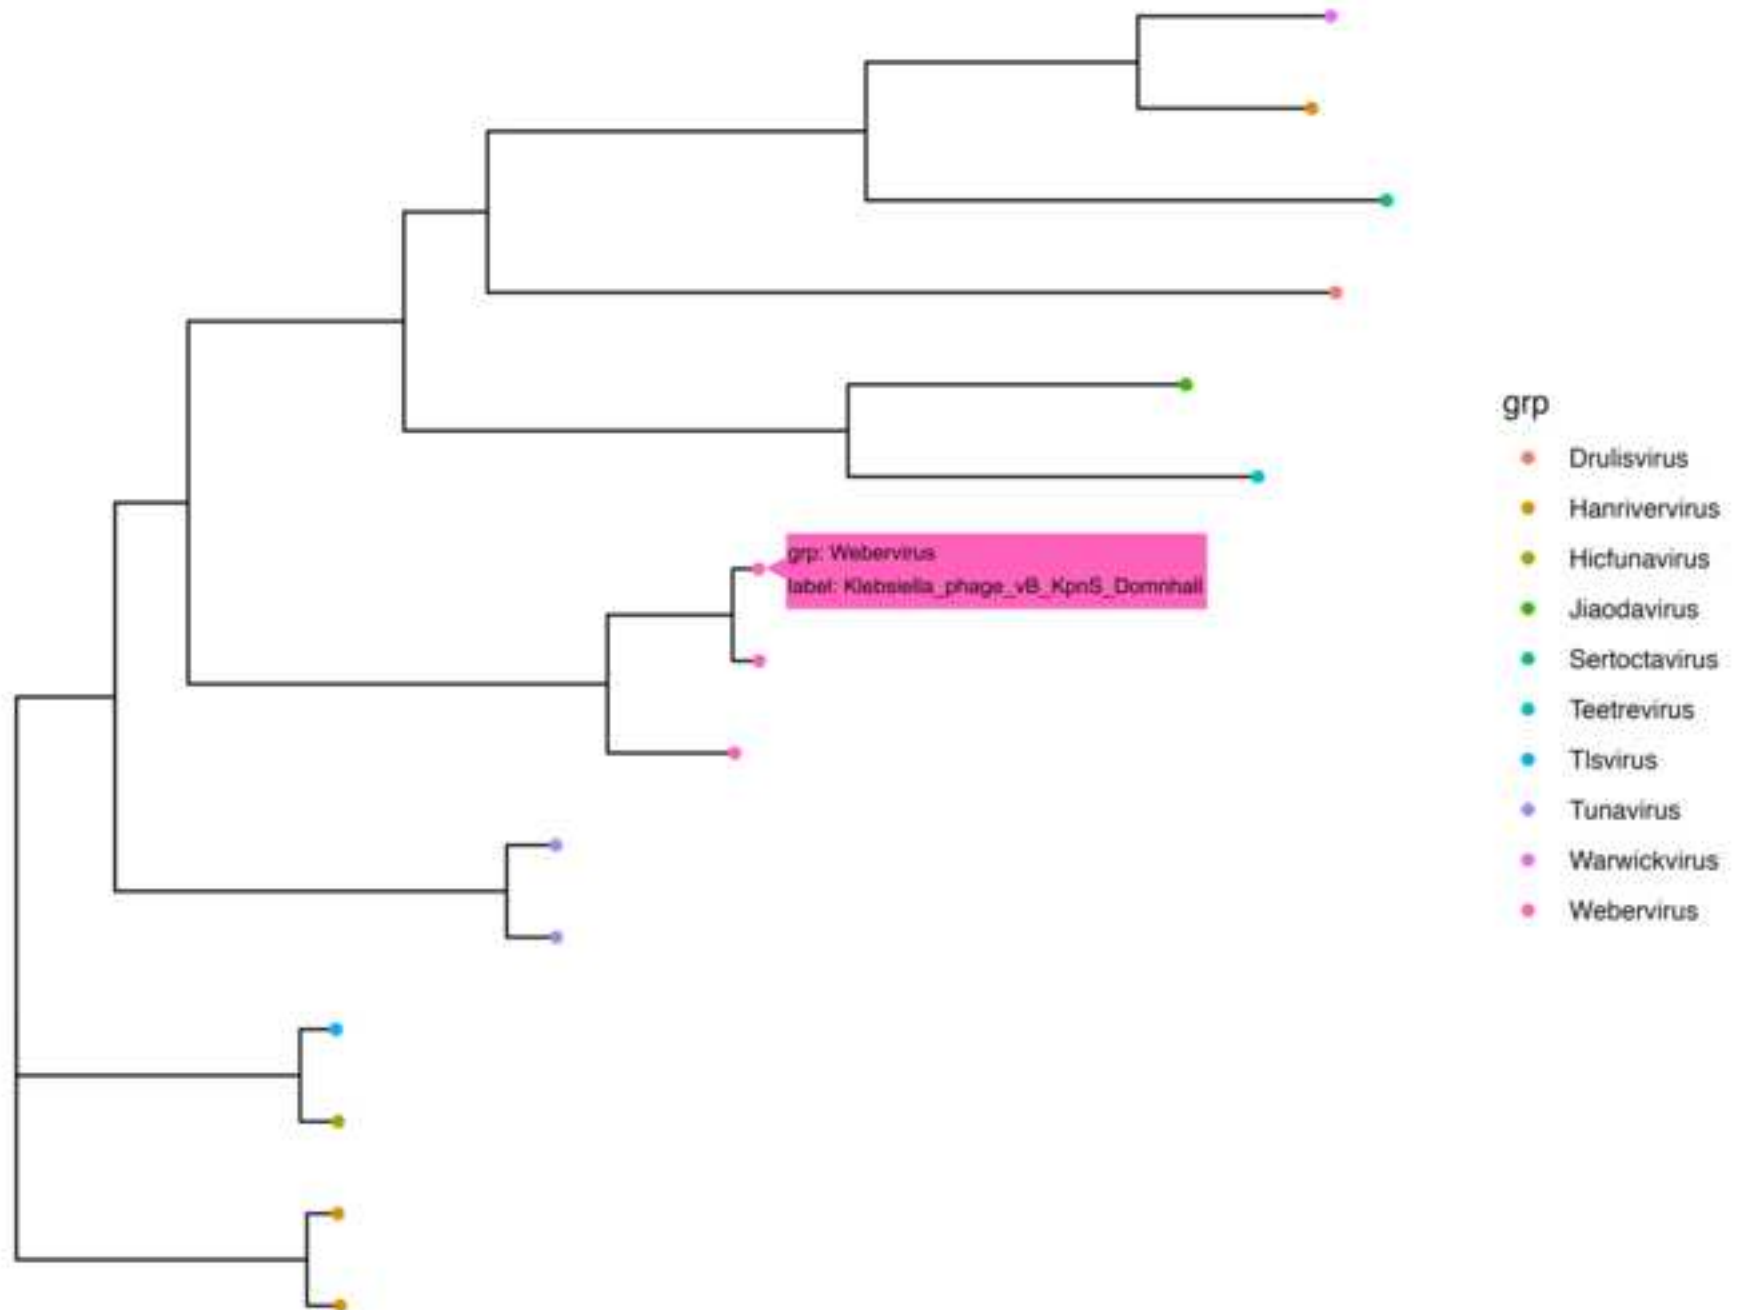 grp: Webervirus
label: Klebsiella_phage_vB_KpnS_Domnhall
grp
Drulisvirus
Hanrivervirus
Hicfunavirus
Jiaodavirus
Sertoctavirus
Teetrevirus
Tlsvirus
Tunavirus
Warwickvirus
Webervirus